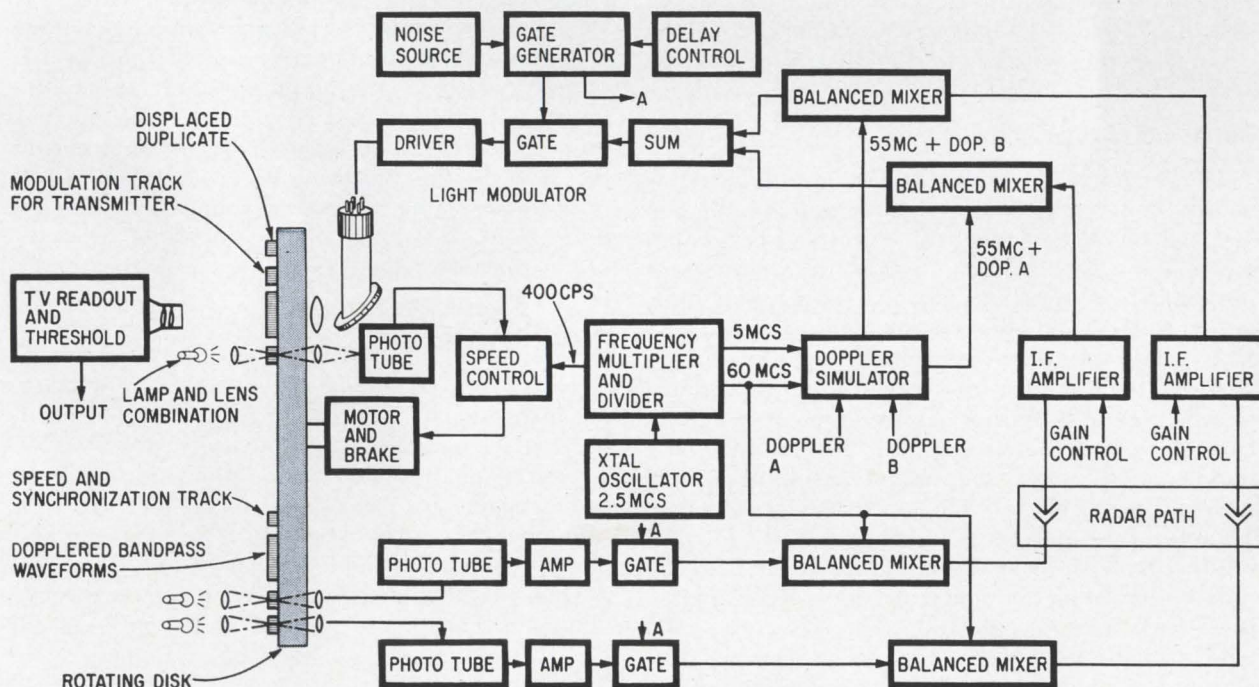 NOISE
SOURCE
GATE
GENERATOR
DELAY
CONTROL
A
BALANCED MIXER
DISPLACED
DUPLICATE
DRIVER
GATE
SUM
55MC + DOP. B
MODULATION TRACK
FOR TRANSMITTER
LIGHT MODULATOR
BALANCED MIXER
55MC +
DOP. A
TV READOUT
AND
THRESHOLD
400CPS
PHOTO
TUBE
SPEED
CONTROL
FREQUENCY
MULTIPLIER
AND
DIVIDER
5MCS
60 MCS
DOPPLER
SIMULATOR
I.F.
AMPLIFIER
I.F.
AMPLIFIER
OUTPUT
LAMP AND LENS
COMBINATION
MOTOR
AND
BRAKE
DOPPLER
A
DOPPLER
B
GAIN
CONTROL
GAIN
CONTROL
XTAL
OSCILLATOR
2.5MCS
SPEED AND
SYNCHRONIZATION TRACK
RADAR PATH
DOPPLERED BANDPASS
WAVEFORMS
A
PHOTO TUBE
AMP
GATE
BALANCED MIXER
A
PHOTO TUBE
AMP
GATE
BALANCED MIXER
ROTATING DISK